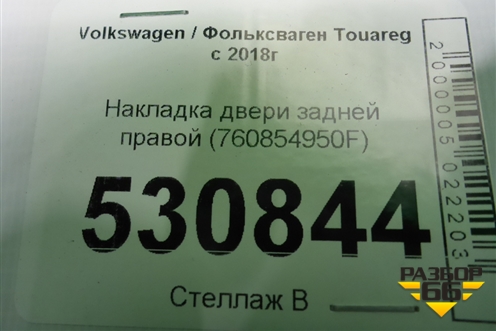 Volkswagen / Фольксваген Touareg
с 2018г
Накладка двери задней
правой (760854950F)
530844
Стеллаж В
2000005022203
РАЗБОР
66